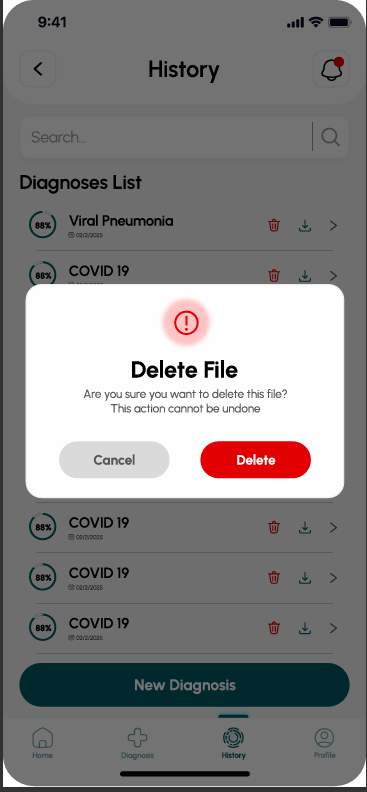 9:41
History
Search..
Diagnoses List
88%
Viral Pneumonia
02/2/2025
88%
COVID 19
Delete File
Are you sure you want to delete this file?
This action cannot be undone
Cancel
Delete
88%
COVID 19
02/2/2025
88%
COVID 19
02/2/2025
88%
COVID 19
02/2/2025
New Diagnosis
Home
Diagnosis
History
Profile